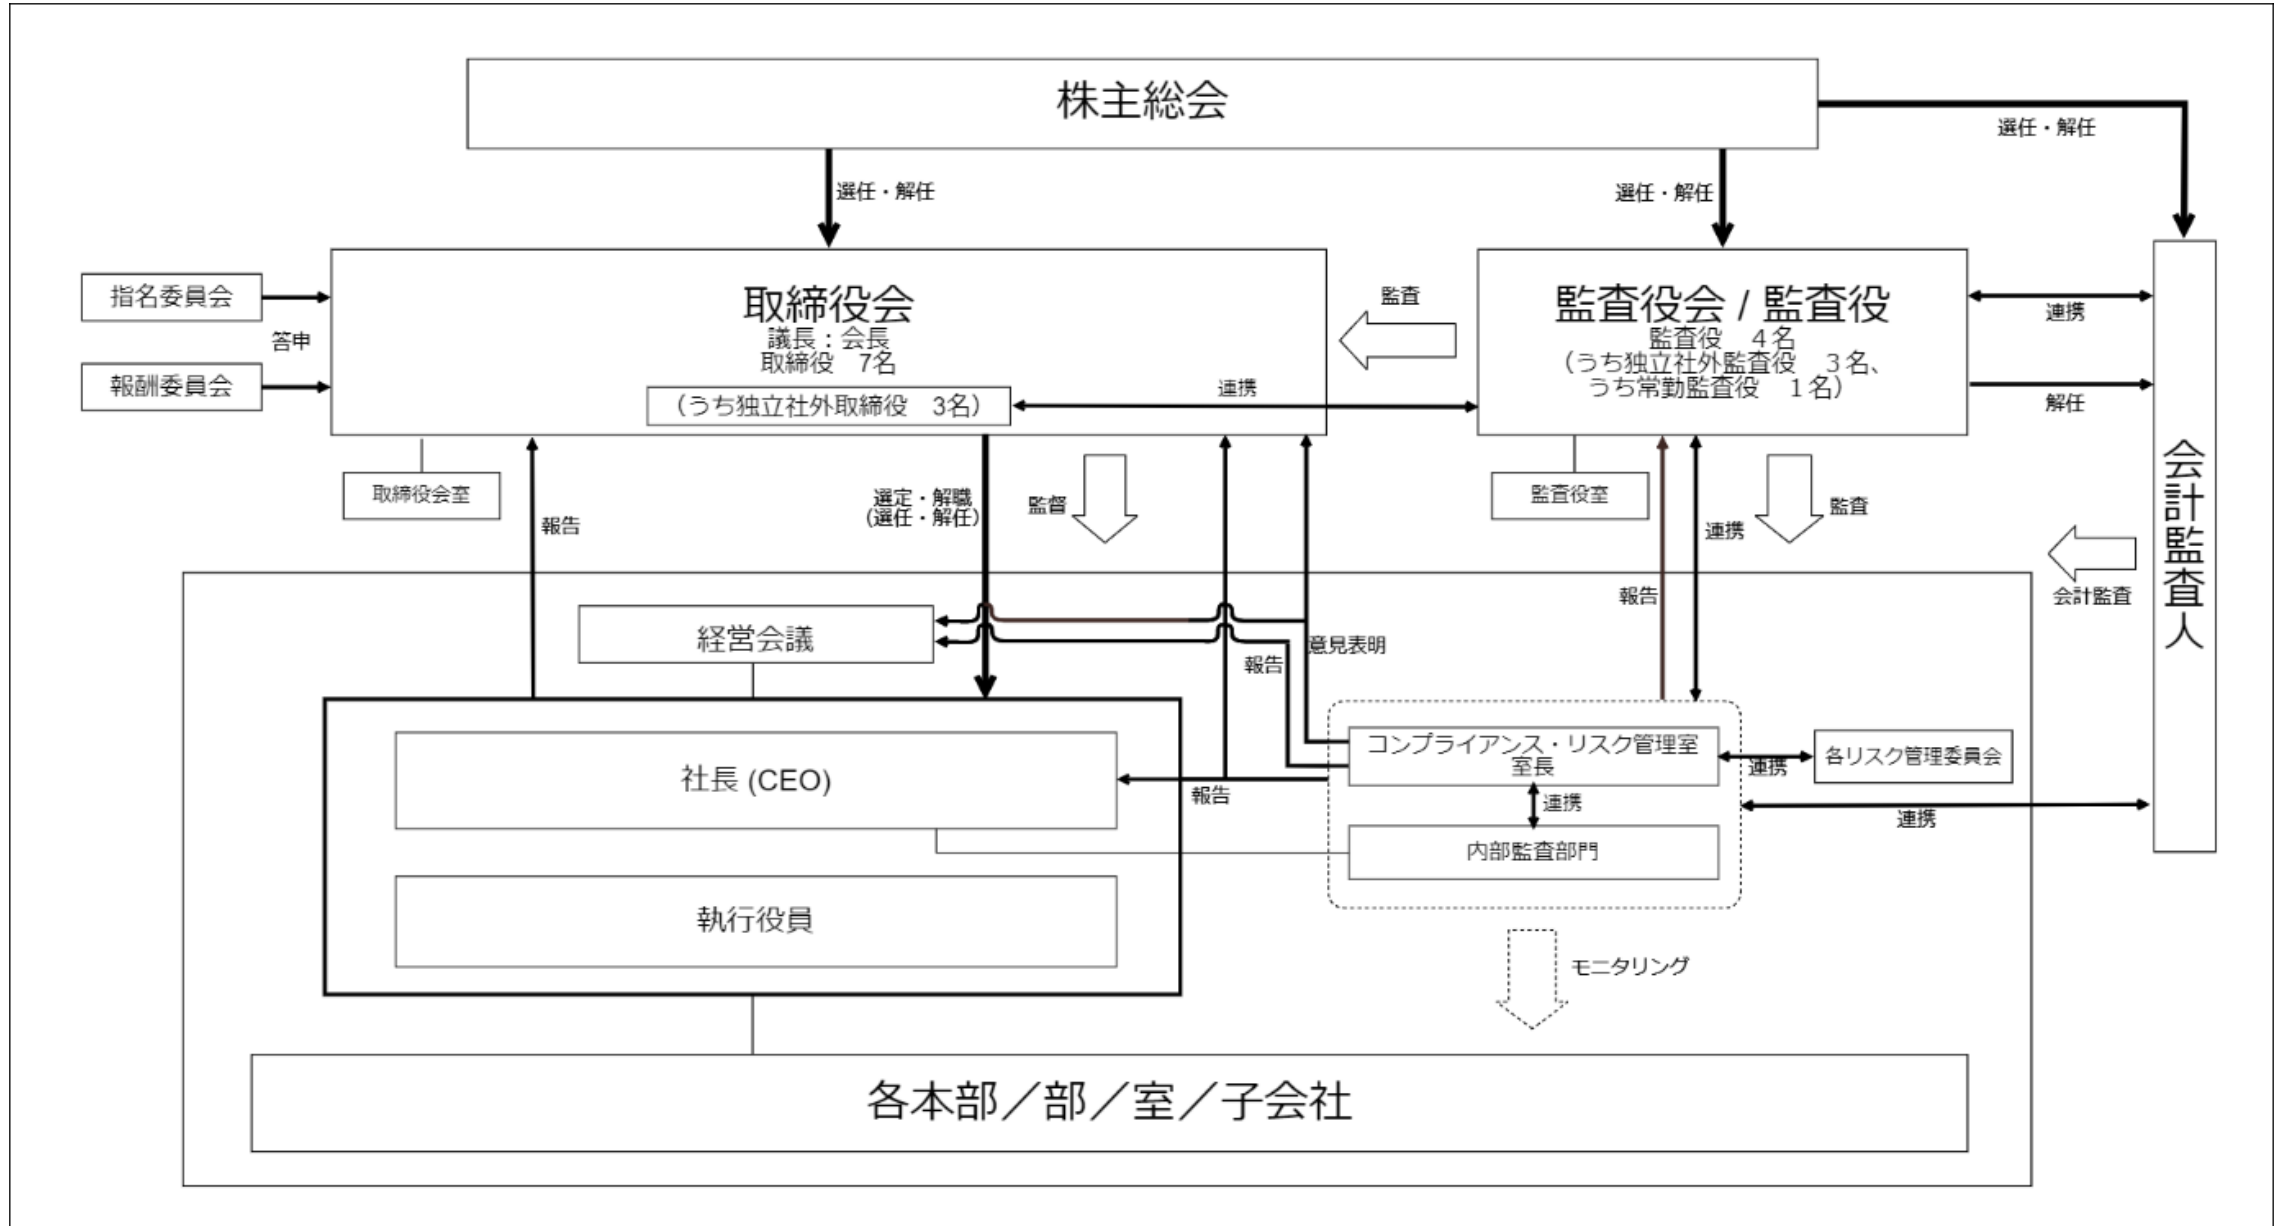 株主総会
選任・解任
選任・解任
選任・解任
指名委員会
答申
報酬委員会
取締役会
議長：会長
取締役　7名
（うち独立社外取締役　3名）
監査
連携
監査役会 / 監査役
監査役　４名
（うち独立社外監査役　３名、
うち常勤監査役　１名）
連携
解任
会計監査人
取締役会室
報告
選定・解職
(選任・解任)
監督
監査役室
連携
監査
報告
会計監査
経営会議
意見表明
報告
社長 (CEO)
報告
コンプライアンス・リスク管理室
室長
連携
各リスク管理委員会
連携
連携
内部監査部門
執行役員
モニタリング
各本部／部／室／子会社